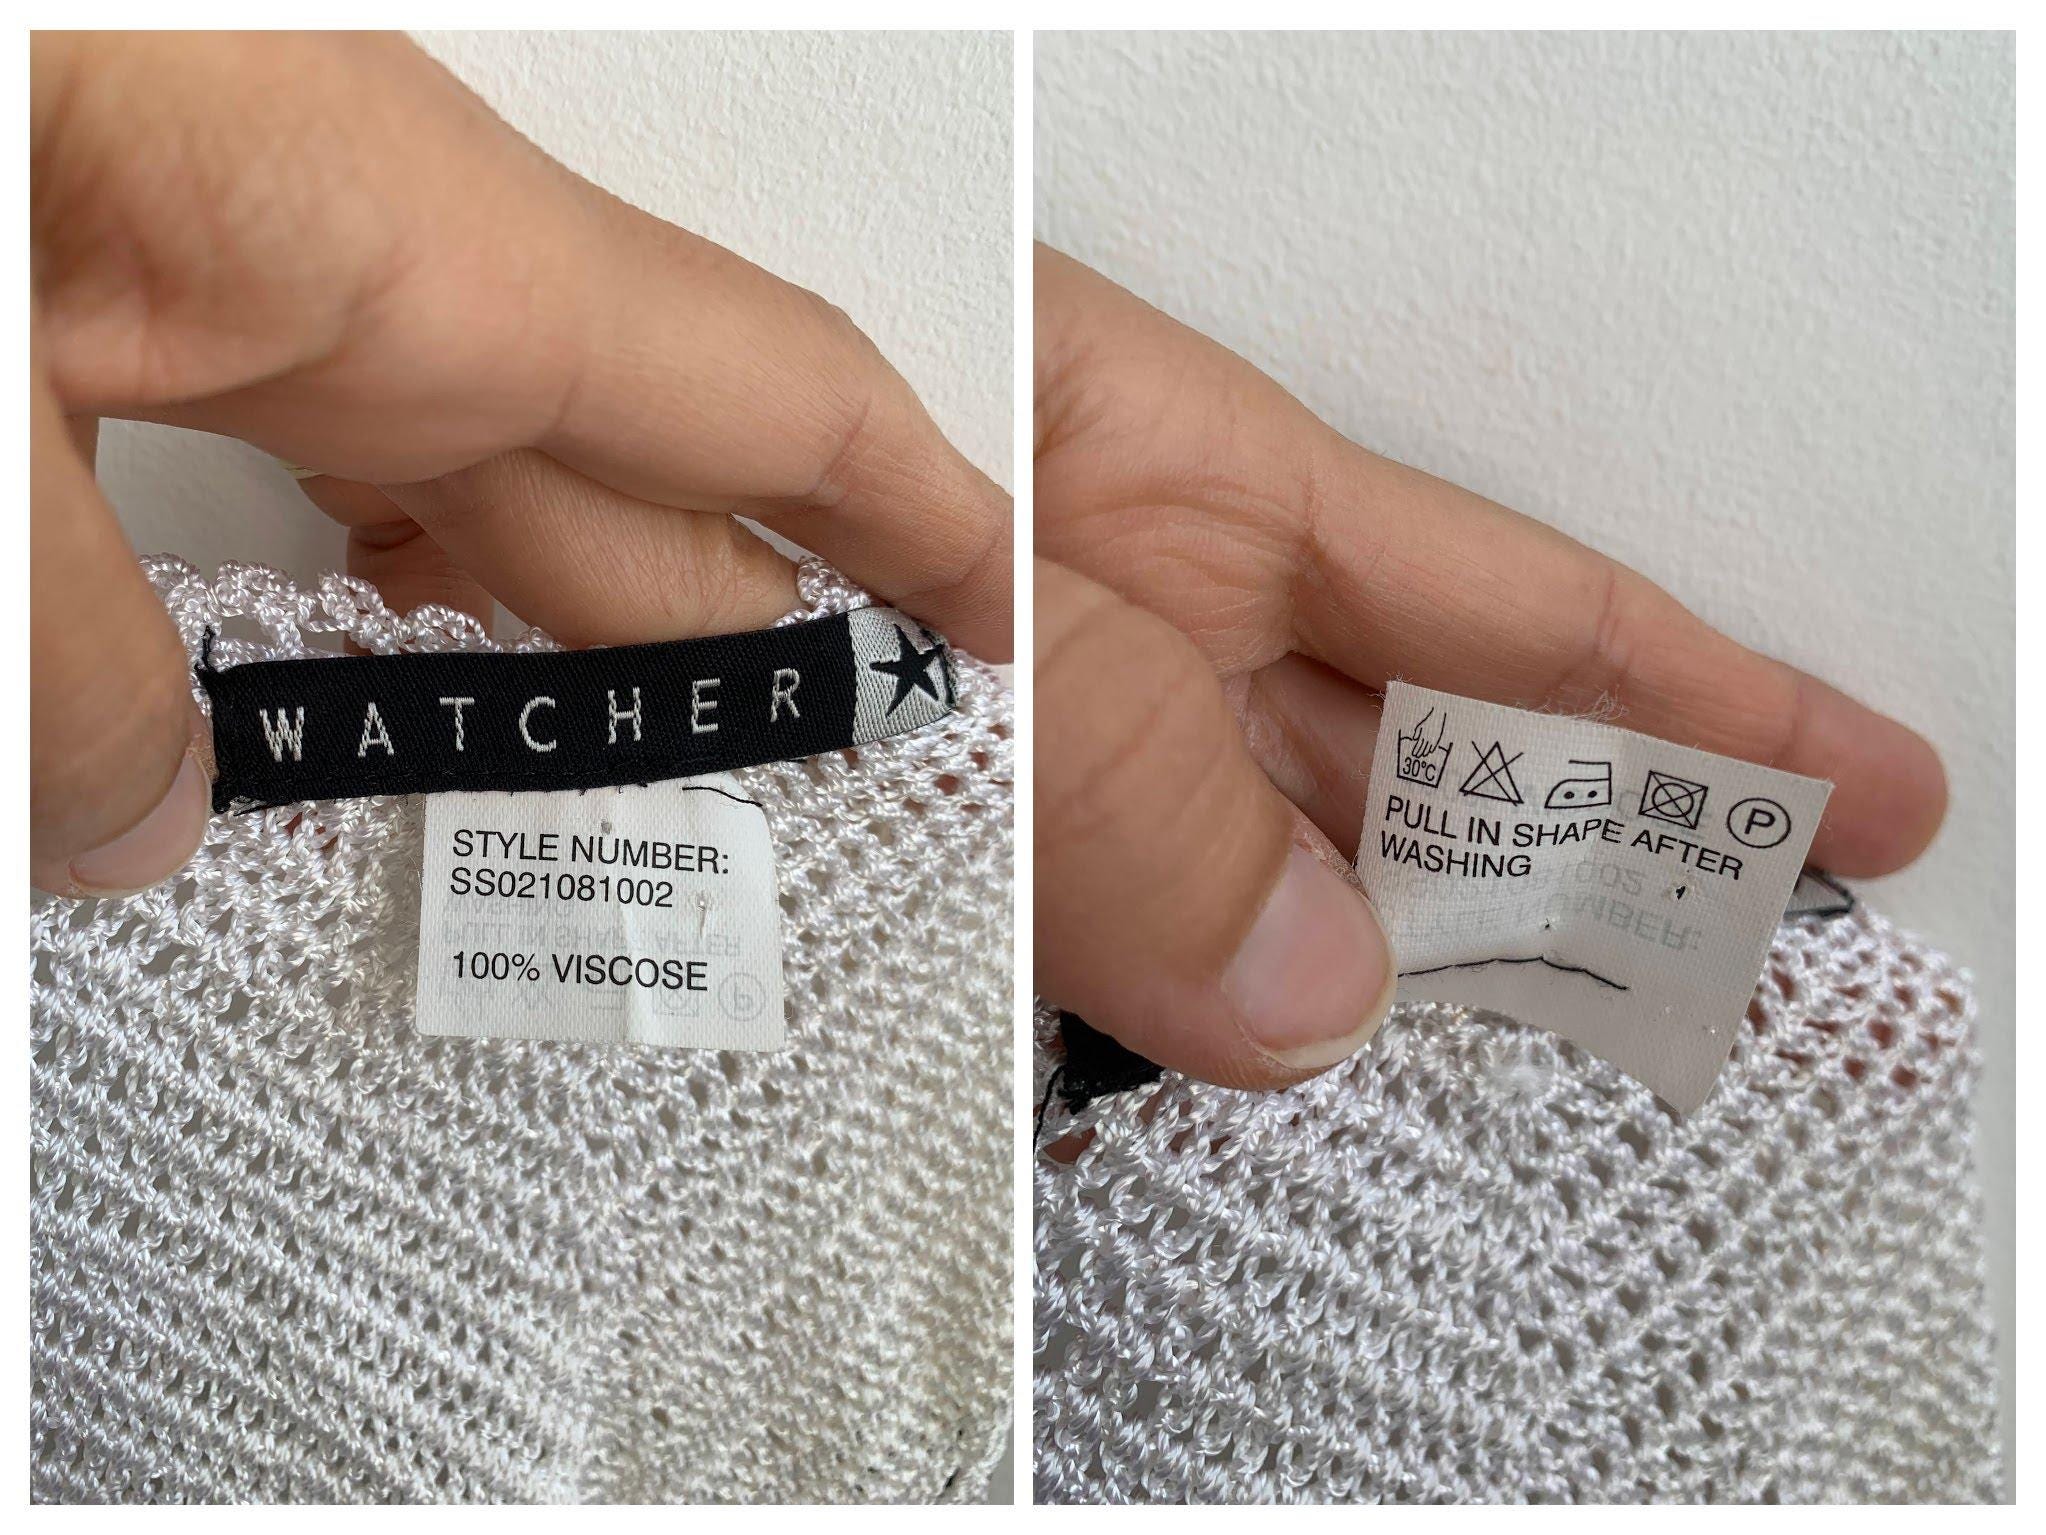 WATCHER
STYLE NUMBER:
SS021081002
100% VISCOSE
30°C
P
PULL IN SHAPE AFTER
WASHING